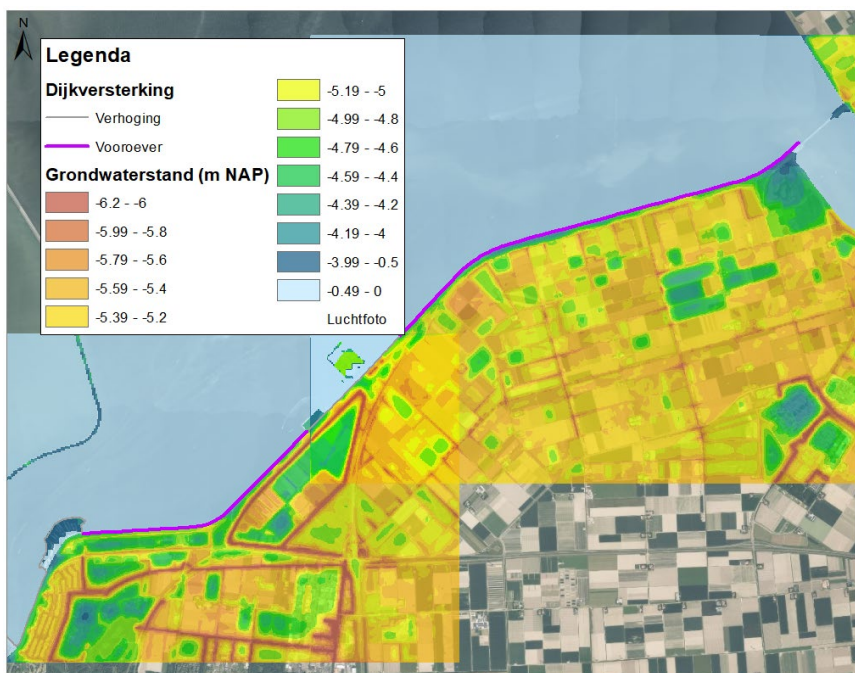 N
Legenda
Dijkversterking
Verhoging
Vooroever
Grondwaterstand (m NAP)
-6.2 - -6
-5.99 - -5.8
-5.79 - -5.6
-5.59 - -5.4
-5.39 - -5.2
-5.19 - -5
-4.99 - -4.8
-4.79 - -4.6
-4.59 - -4.4
-4.39 - -4.2
-4.19 - -4
-3.99 - -0.5
-0.49 - 0
Luchtfoto